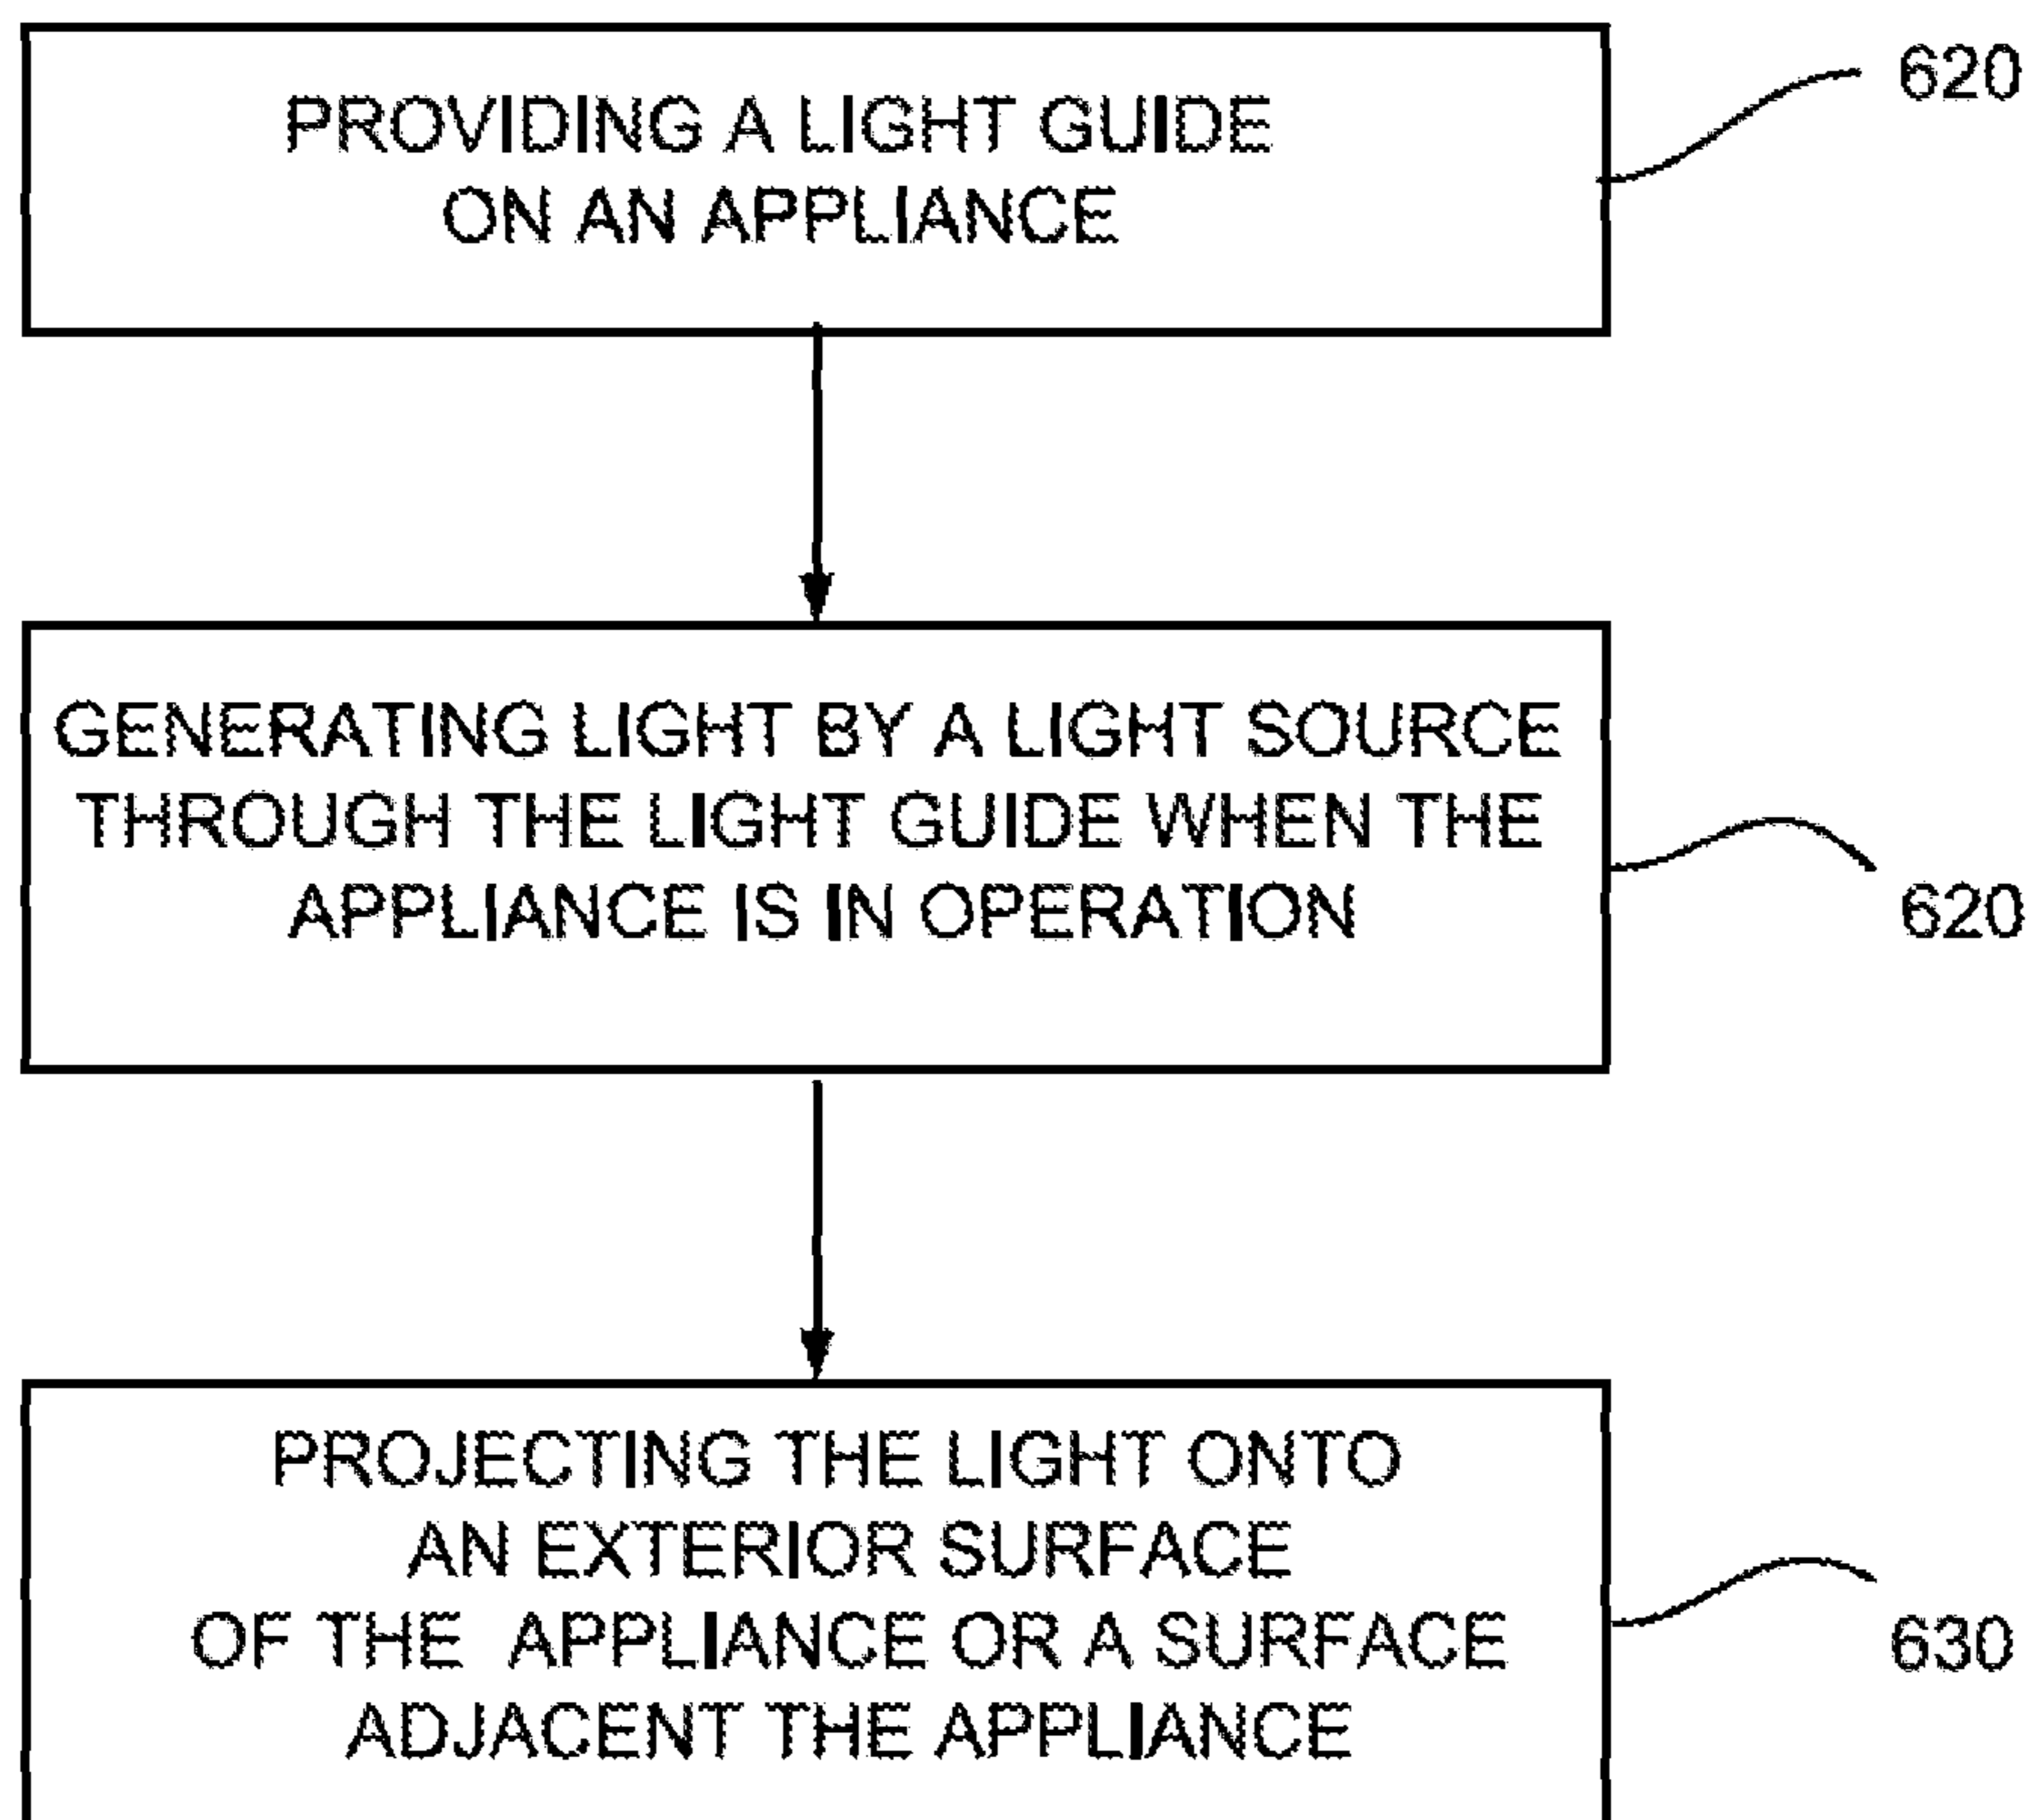 PROVIDING A LIGHT GUIDE
ON AN APPLIANCE
620
GENERATING LIGHT BY A LIGHT SOURCE
THROUGH THE LIGHT GUIDE WHEN THE
APPLIANCE IS IN OPERATION
620
PROJECTING THE LIGHT ONTO
AN EXTERIOR SURFACE
OF THE APPLIANCE OR A SURFACE
ADJACENT THE APPLIANCE
630